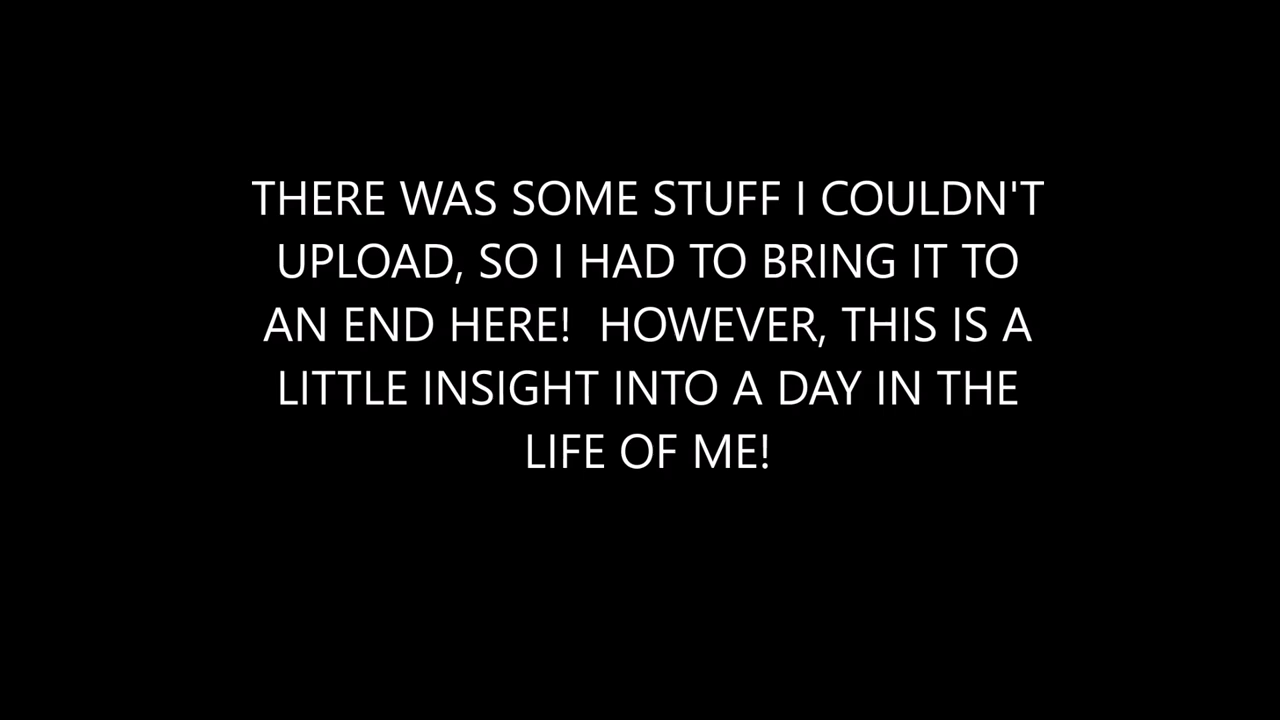 THERE WAS SOME STUFF I COULDN'T
UPLOAD, SO I HAD TO BRING IT TO
AN END HERE!  HOWEVER, THIS IS A
LITTLE INSIGHT INTO A DAY IN THE
LIFE OF ME!